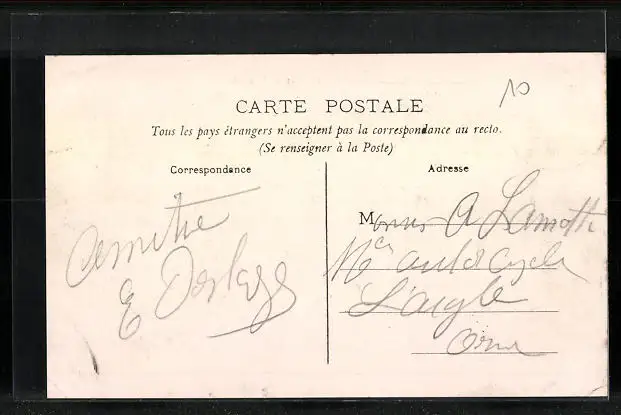 10
CARTE POSTALE
Tous les pays étrangers n'acceptent pas la correspondance au recto.
(Se renseigner à la Poste)
Correspondance
E
Adresse
A Lamotte
L'aigle
Orne